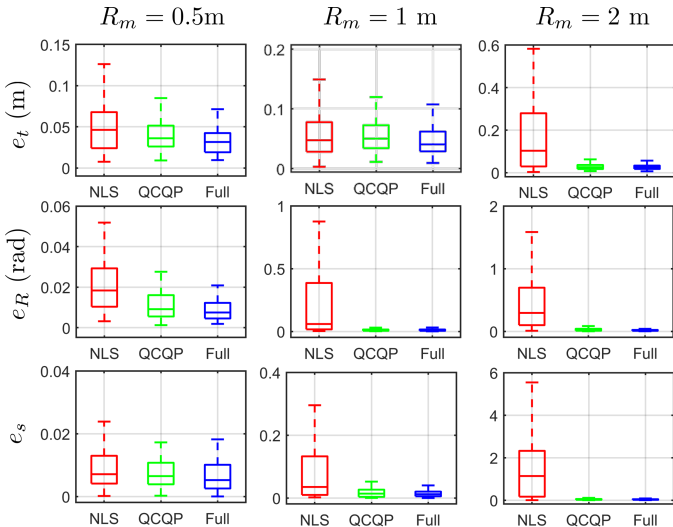 R_m = 0.5m R_m = 1 m R_m = 2 m
e_t (m)
0.15
0.1
0.05
0
NLS QCQP Full
0.2
0.1
0
NLS QCQP Full
0.6
0.4
0.2
0
NLS QCQP Full
e_R (rad)
0.06
0.04
0.02
0
NLS QCQP Full
1
0.5
0
NLS QCQP Full
2
1
0
NLS QCQP Full
e_s
0.04
0.02
0
NLS QCQP Full
0.4
0.2
0
NLS QCQP Full
6
4
2
0
NLS QCQP Full